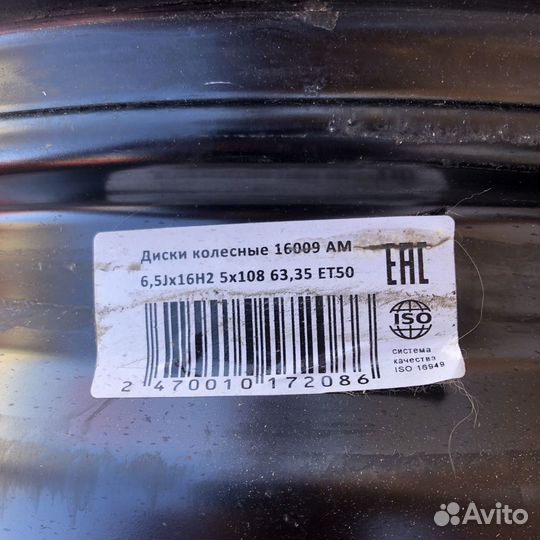 Диски колесные 16009 AM
6,5Jx16H2 5x108 63,35 ET50
EAC
ISO
система
качества
ISO 16949
2 470010 172086
Avito